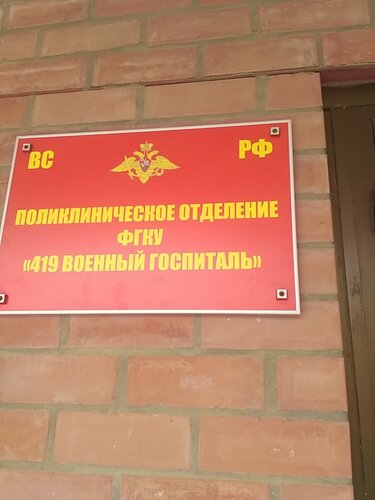 ВС РФ
ПОЛИКЛИНИЧЕСКОЕ ОТДЕЛЕНИЕ
ФГКУ
«419 ВОЕННЫЙ ГОСПИТАЛЬ»